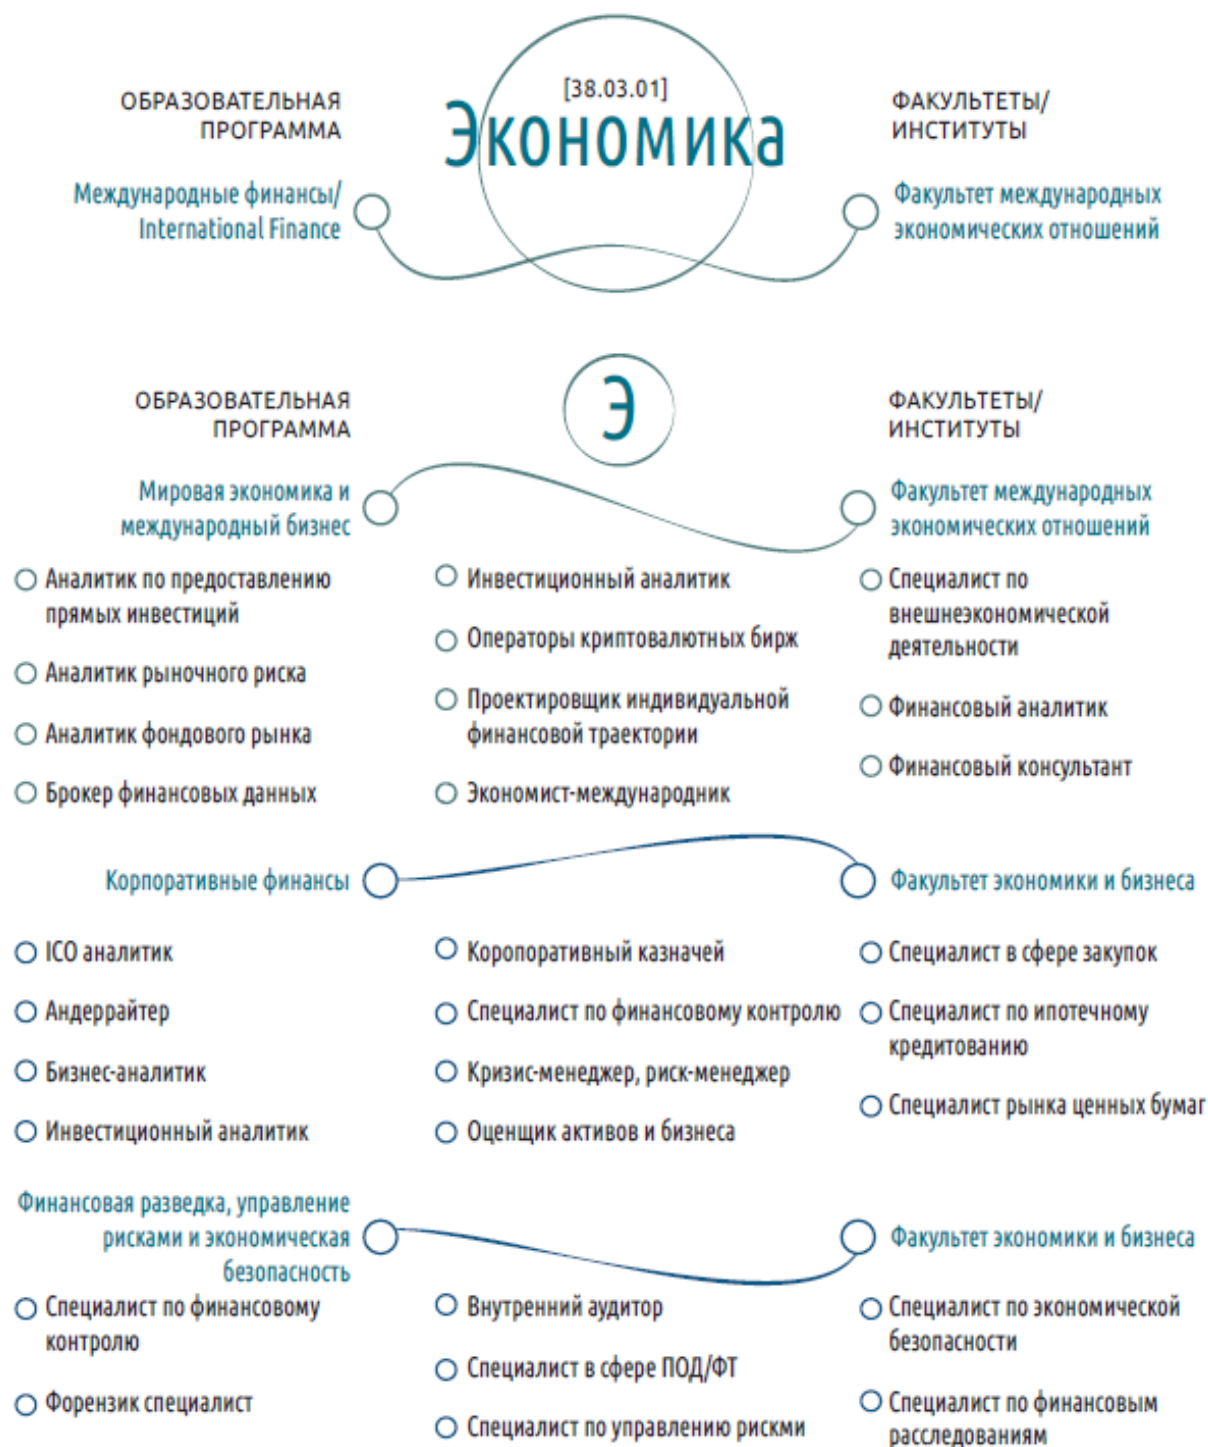 [38.03.01]
Экономика
ОБРАЗОВАТЕЛЬНАЯ
ПРОГРАММА
ФАКУЛЬТЕТЫ/
ИНСТИТУТЫ
Международные финансы/
International Finance
Факультет международных
экономических отношений
Э
ОБРАЗОВАТЕЛЬНАЯ
ПРОГРАММА
ФАКУЛЬТЕТЫ/
ИНСТИТУТЫ
Мировая экономика и
международный бизнес
Факультет международных
экономических отношений
Аналитик по предоставлению
прямых инвестиций
Аналитик рыночного риска
Аналитик фондового рынка
Брокер финансовых данных
Инвестиционный аналитик
Операторы криптовалютных бирж
Проектировщик индивидуальной
финансовой траектории
Экономист-международник
Специалист по
внешнеэкономической
деятельности
Финансовый аналитик
Финансовый консультант
Корпоративные финансы
Факультет экономики и бизнеса
ICO аналитик
Андеррайтер
Бизнес-аналитик
Инвестиционный аналитик
Коропоративный казначей
Специалист по финансовому контролю
Кризис-менеджер, риск-менеджер
Оценщик активов и бизнеса
Специалист в сфере закупок
Специалист по ипотечному
кредитованию
Специалист рынка ценных бумаг
Финансовая разведка, управление
рисками и экономическая
безопасность
Факультет экономики и бизнеса
Специалист по финансовому
контролю
Форензик специалист
Внутренний аудитор
Специалист в сфере ПОД/ФТ
Специалист по управлению рискми
Специалист по экономической
безопасности
Специалист по финансовым
расследованиям